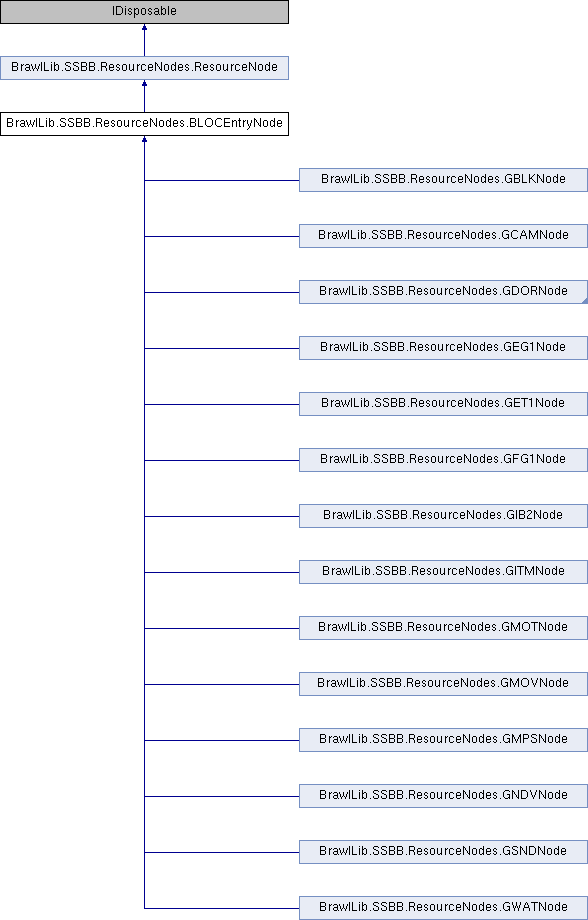 IDisposable
BrawlLib.SSBB.ResourceNodes.ResourceNode
BrawlLib.SSBB.ResourceNodes.BLOCEntryNode
BrawlLib.SSBB.ResourceNodes.GBLKNode
BrawlLib.SSBB.ResourceNodes.GCAMNode
BrawlLib.SSBB.ResourceNodes.GDORNode
BrawlLib.SSBB.ResourceNodes.GEG1Node
BrawlLib.SSBB.ResourceNodes.GET1Node
BrawlLib.SSBB.ResourceNodes.GFG1Node
BrawlLib.SSBB.ResourceNodes.GIB2Node
BrawlLib.SSBB.ResourceNodes.GITMNode
BrawlLib.SSBB.ResourceNodes.GMOTNode
BrawlLib.SSBB.ResourceNodes.GMOVNode
BrawlLib.SSBB.ResourceNodes.GMPSNode
BrawlLib.SSBB.ResourceNodes.GNDVNode
BrawlLib.SSBB.ResourceNodes.GSNDNode
BrawlLib.SSBB.ResourceNodes.GWATNode